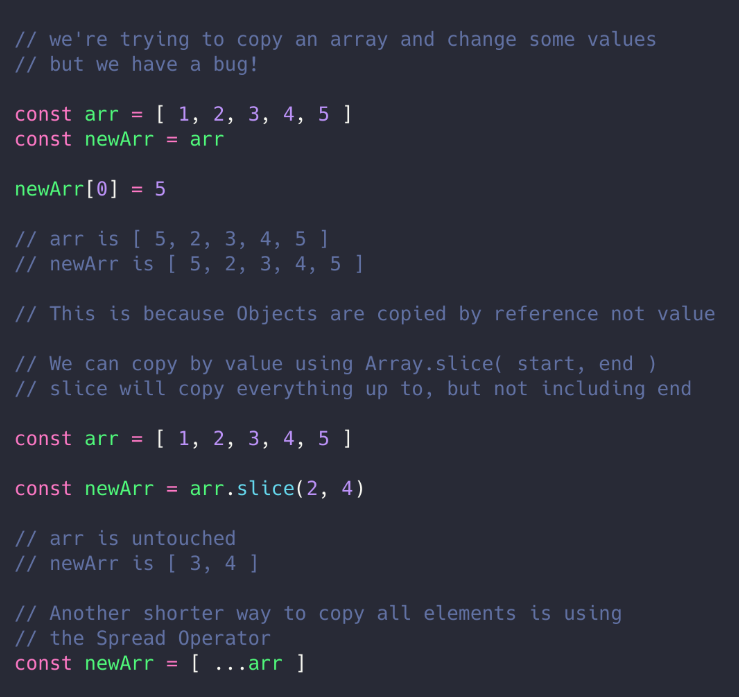 // we're trying to copy an array and change some values
// but we have a bug!
const arr = [ 1, 2, 3, 4, 5 ]
const newArr = arr
newArr[0] = 5
// arr is [ 5, 2, 3, 4, 5 ]
// newArr is [ 5, 2, 3, 4, 5 ]
// This is because Objects are copied by reference not value
// We can copy by value using Array.slice( start, end )
// slice will copy everything up to, but not including end
const arr = [ 1, 2, 3, 4, 5 ]
const newArr = arr.slice(2, 4)
// arr is untouched
// newArr is [ 3, 4 ]
// Another shorter way to copy all elements is using
// the Spread Operator
const newArr = [ ...arr ]